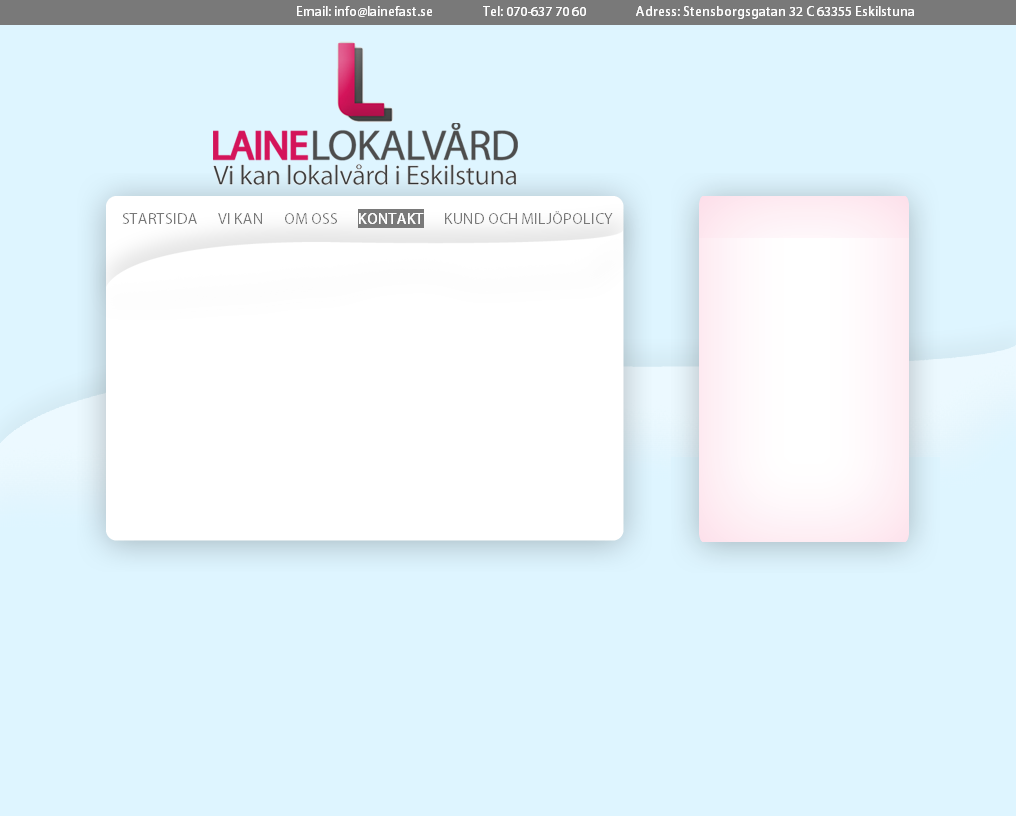 Email: info@lainefast.se Tel: 070-637 70 60 Adress: Stensborgsgatan 32 C 63355 Eskilstuna
LAINELOKALVÅRD
Vi kan lokalvård i Eskilstuna
STARTSIDA VI KAN OM OSS KONTAKT KUND OCH MILJÖPOLICY